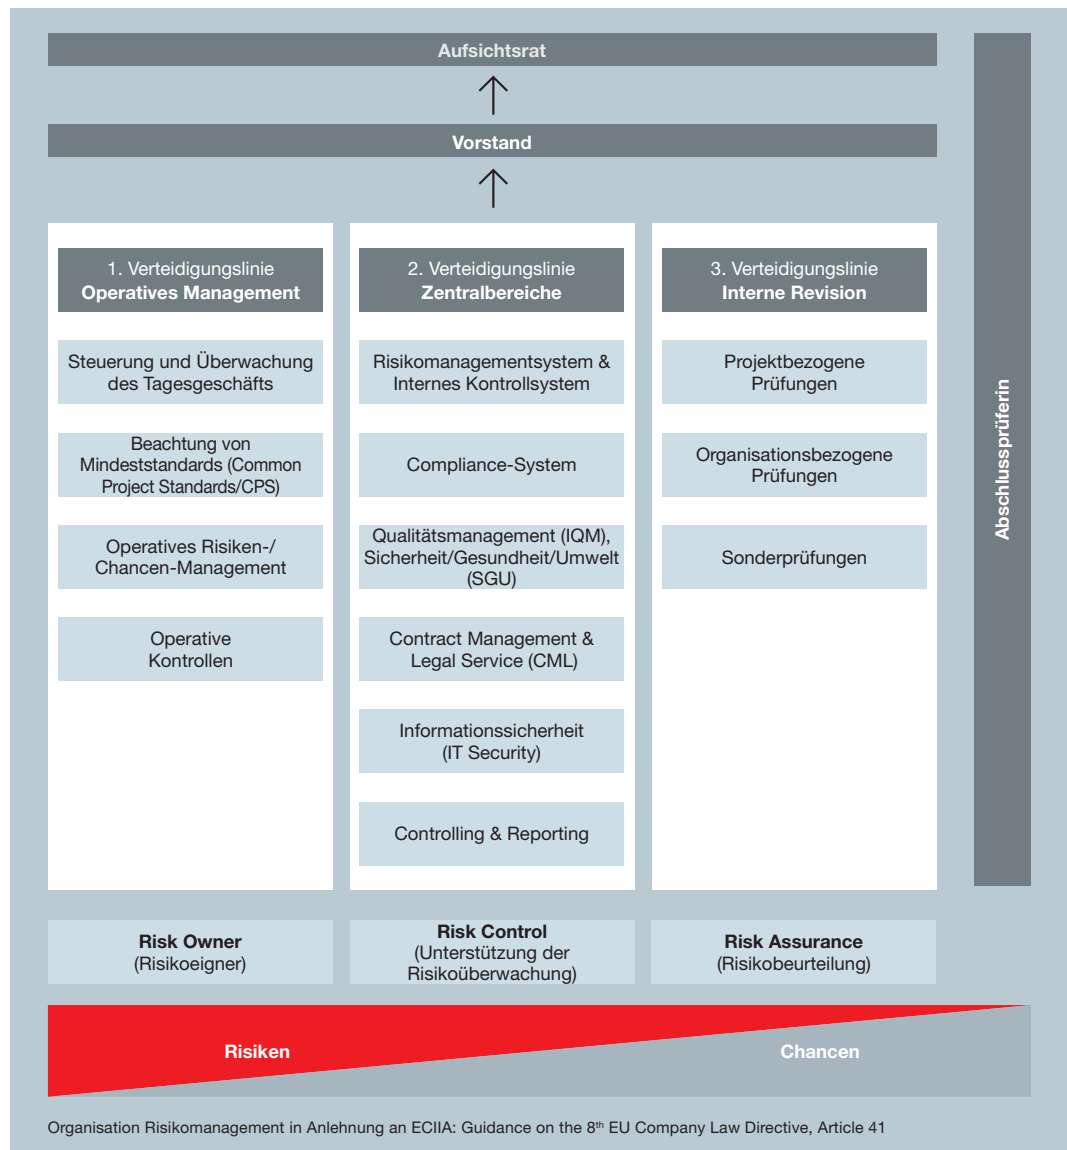 Aufsichtsrat
Vorstand
1. Verteidigungslinie
Operatives Management
Steuerung und Überwachung
des Tagesgeschäfts
Beachtung von
Mindeststandards (Common
Project Standards/CPS)
Operatives Risiken-/
Chancen-Management
Operative
Kontrollen
2. Verteidigungslinie
Zentralbereiche
Risikomanagementsystem &
Internes Kontrollsystem
Compliance-System
Qualitätsmanagement (IQM),
Sicherheit/Gesundheit/Umwelt
(SGU)
Contract Management &
Legal Service (CML)
Informationssicherheit
(IT Security)
Controlling & Reporting
3. Verteidigungslinie
Interne Revision
Projektbezogene
Prüfungen
Organisationsbezogene
Prüfungen
Sonderprüfungen
Abschlussprüferin
Risk Owner
(Risikoeigner)
Risk Control
(Unterstützung der
Risikoüberwachung)
Risk Assurance
(Risikobeurteilung)
Risiken
Chancen
Organisation Risikomanagement in Anlehnung an ECIIA: Guidance on the 8th EU Company Law Directive, Article 41